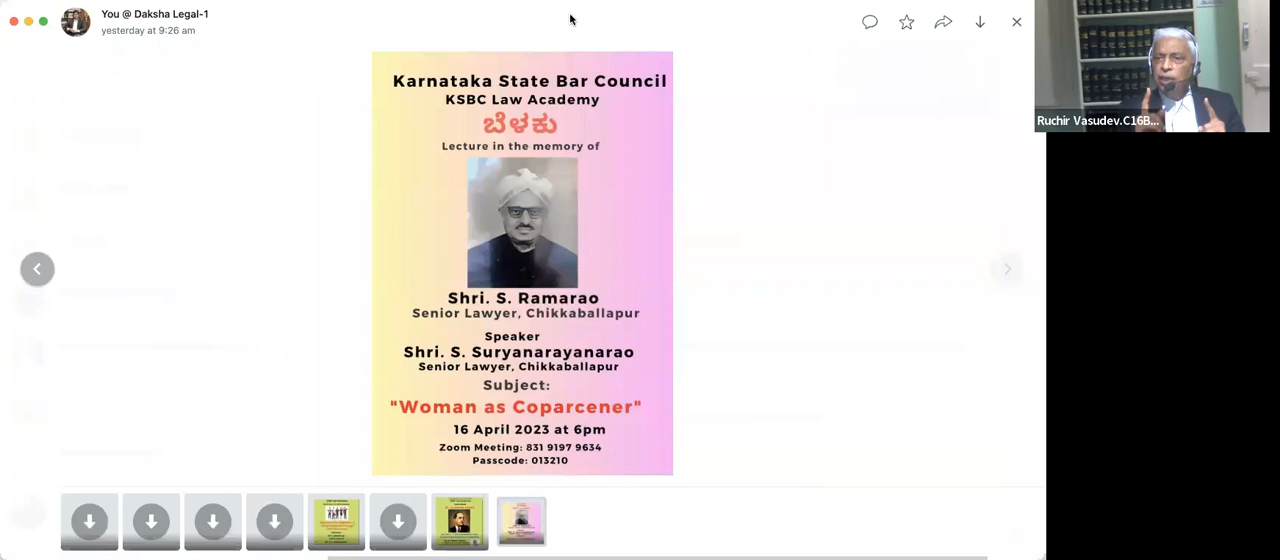 You @ Daksha Legal-1
yesterday at 9:26 am
Karnataka State Bar Council
KSBC Law Academy
ಬೆಳಕು
Lecture in the memory of
Shri. S. Ramarao
Senior Lawyer, Chikkaballapur
Speaker
Shri. S. Suryanarayanarao
Senior Lawyer, Chikkaballapur
Subject:
"Woman as Coparcener"
16 April 2023 at 6pm
Zoom Meeting: 831 9197 9634
Passcode: 013210
Ruchir Vasudev.C16B...